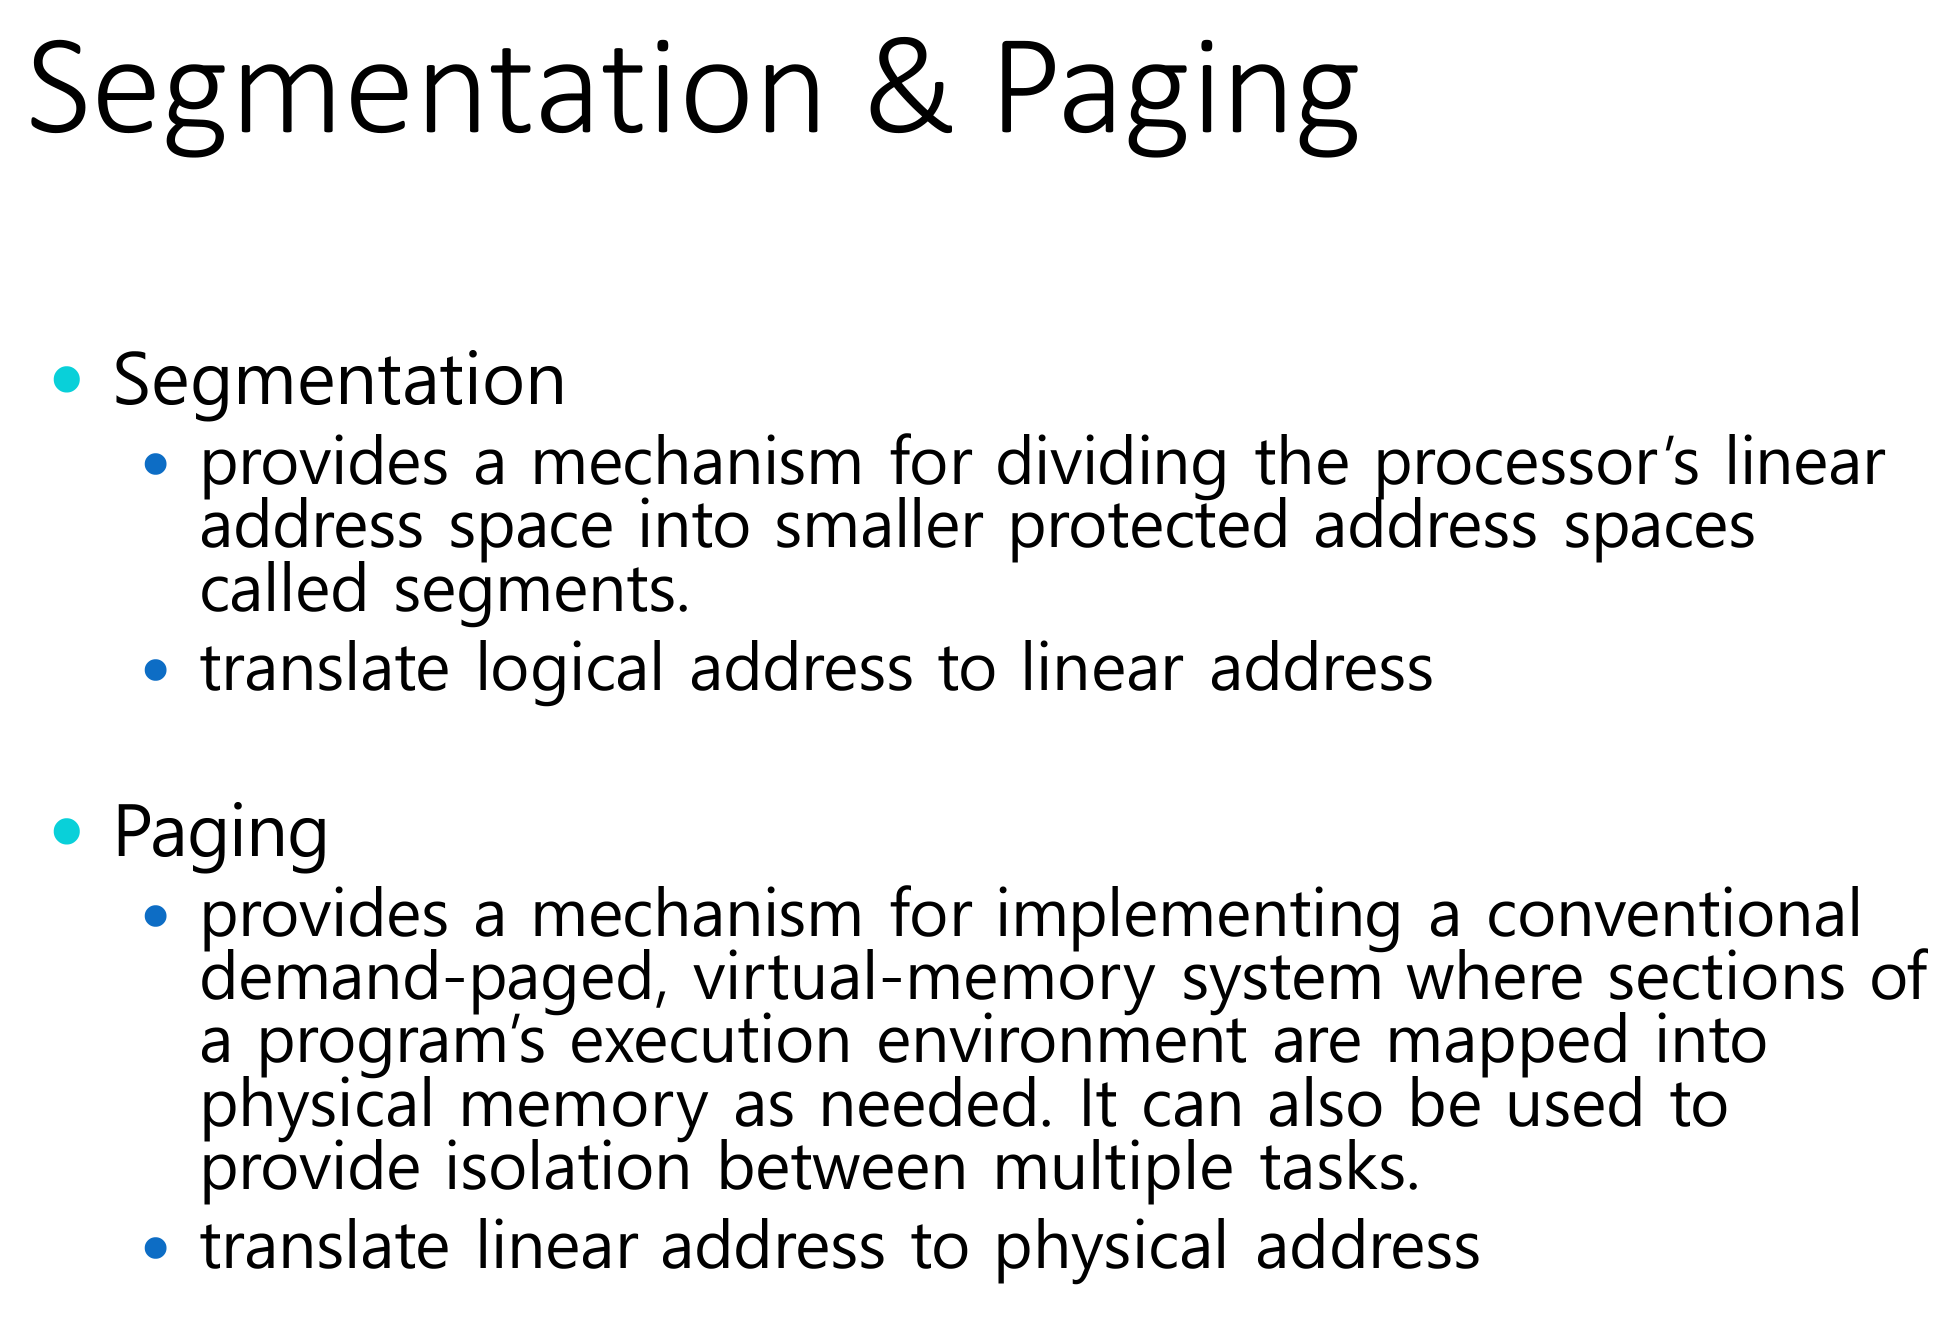 Segmentation & Paging
• Segmentation
• provides a mechanism for dividing the processor’s linear
address space into smaller protected address spaces
called segments.
• translate logical address to linear address
• Paging
• provides a mechanism for implementing a conventional
demand-paged, virtual-memory system where sections of
a program’s execution environment are mapped into
physical memory as needed. It can also be used to
provide isolation between multiple tasks.
• translate linear address to physical address